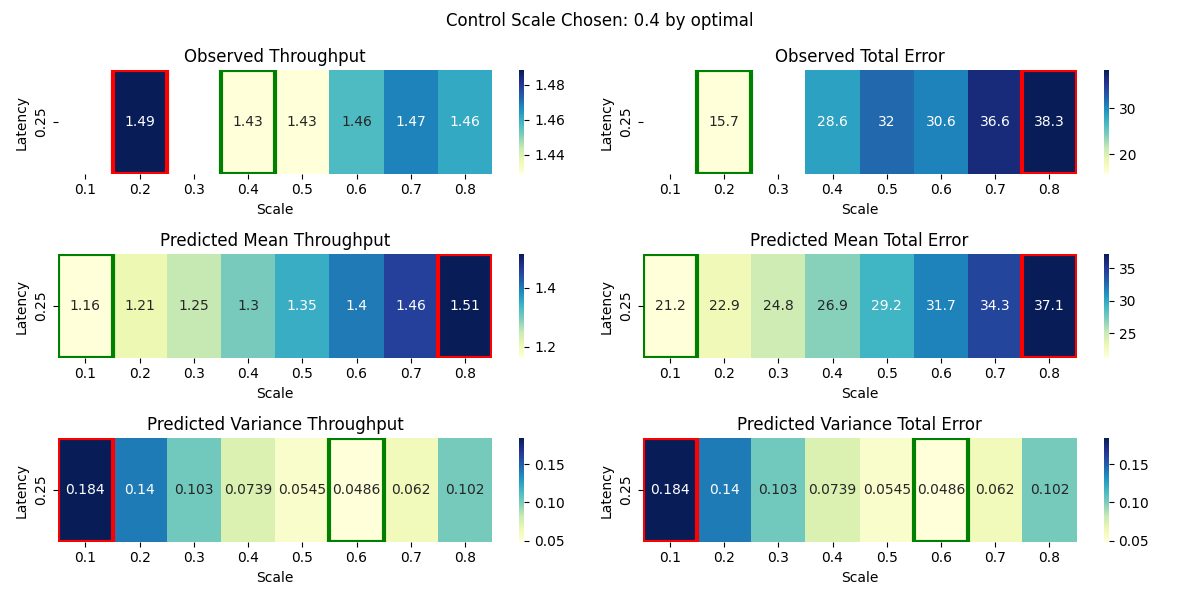 Control Scale Chosen: 0.4 by optimal
Observed Throughput
Latency
0.25
1.49 1.43 1.43 1.46 1.47 1.46
0.1 0.2 0.3 0.4 0.5 0.6 0.7 0.8
Scale
1.48
1.46
1.44
Observed Total Error
Latency
0.25
15.7 28.6 32 30.6 36.6 38.3
0.1 0.2 0.3 0.4 0.5 0.6 0.7 0.8
Scale
30
20
Predicted Mean Throughput
Latency
0.25
1.16 1.21 1.25 1.3 1.35 1.4 1.46 1.51
0.1 0.2 0.3 0.4 0.5 0.6 0.7 0.8
Scale
1.4
1.2
Predicted Mean Total Error
Latency
0.25
21.2 22.9 24.8 26.9 29.2 31.7 34.3 37.1
0.1 0.2 0.3 0.4 0.5 0.6 0.7 0.8
Scale
35
30
25
Predicted Variance Throughput
Latency
0.25
0.184 0.14 0.103 0.0739 0.0545 0.0486 0.062 0.102
0.1 0.2 0.3 0.4 0.5 0.6 0.7 0.8
Scale
0.15
0.10
0.05
Predicted Variance Total Error
Latency
0.25
0.184 0.14 0.103 0.0739 0.0545 0.0486 0.062 0.102
0.1 0.2 0.3 0.4 0.5 0.6 0.7 0.8
Scale
0.15
0.10
0.05